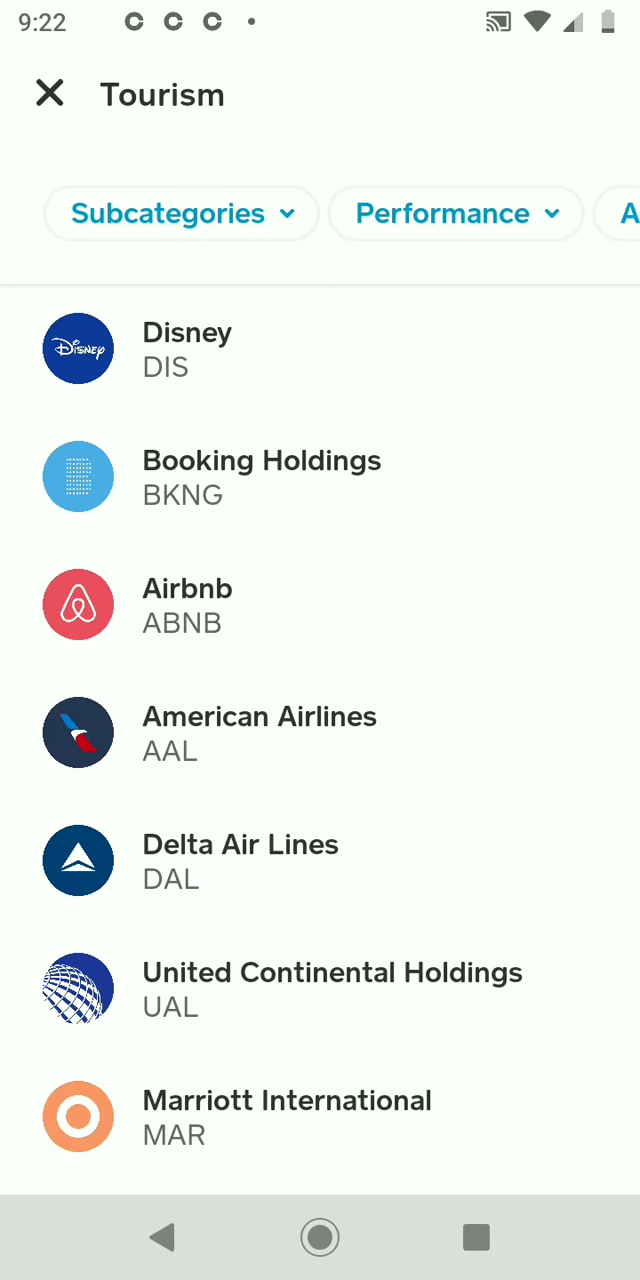 9:22
Tourism
Subcategories
Performance
A
Disney
Disney
DIS
Booking Holdings
BKNG
Airbnb
ABNB
American Airlines
AAL
Delta Air Lines
DAL
United Continental Holdings
UAL
Marriott International
MAR